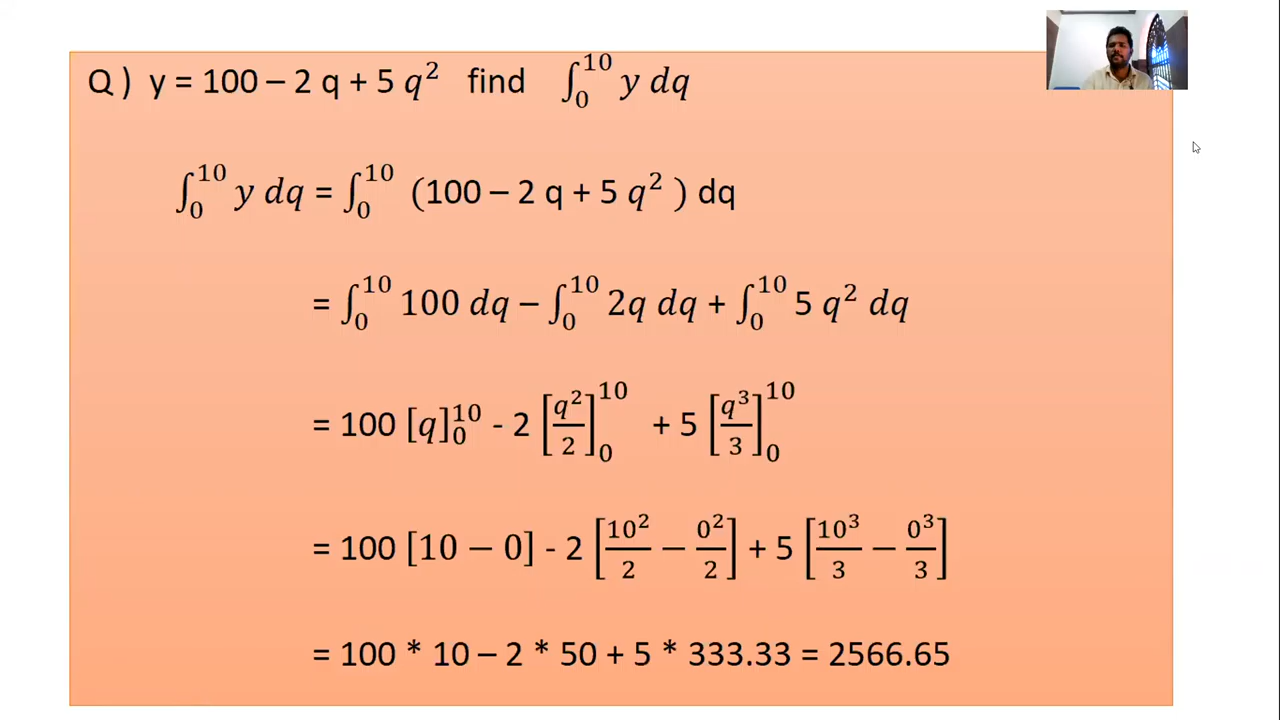 Q ) y = 100 – 2 q + 5 q² find ∫₀¹⁰ y dq
∫₀¹⁰ y dq = ∫₀¹⁰ (100 – 2 q + 5 q² ) dq
= ∫₀¹⁰ 100 dq − ∫₀¹⁰ 2q dq + ∫₀¹⁰ 5 q² dq
= 100 [q]₀¹⁰ - 2 [q²/2]₀¹⁰ + 5 [q³/3]₀¹⁰
= 100 [10 − 0] - 2 [10²/2 − 0²/2] + 5 [10³/3 − 0³/3]
= 100 * 10 – 2 * 50 + 5 * 333.33 = 2566.65